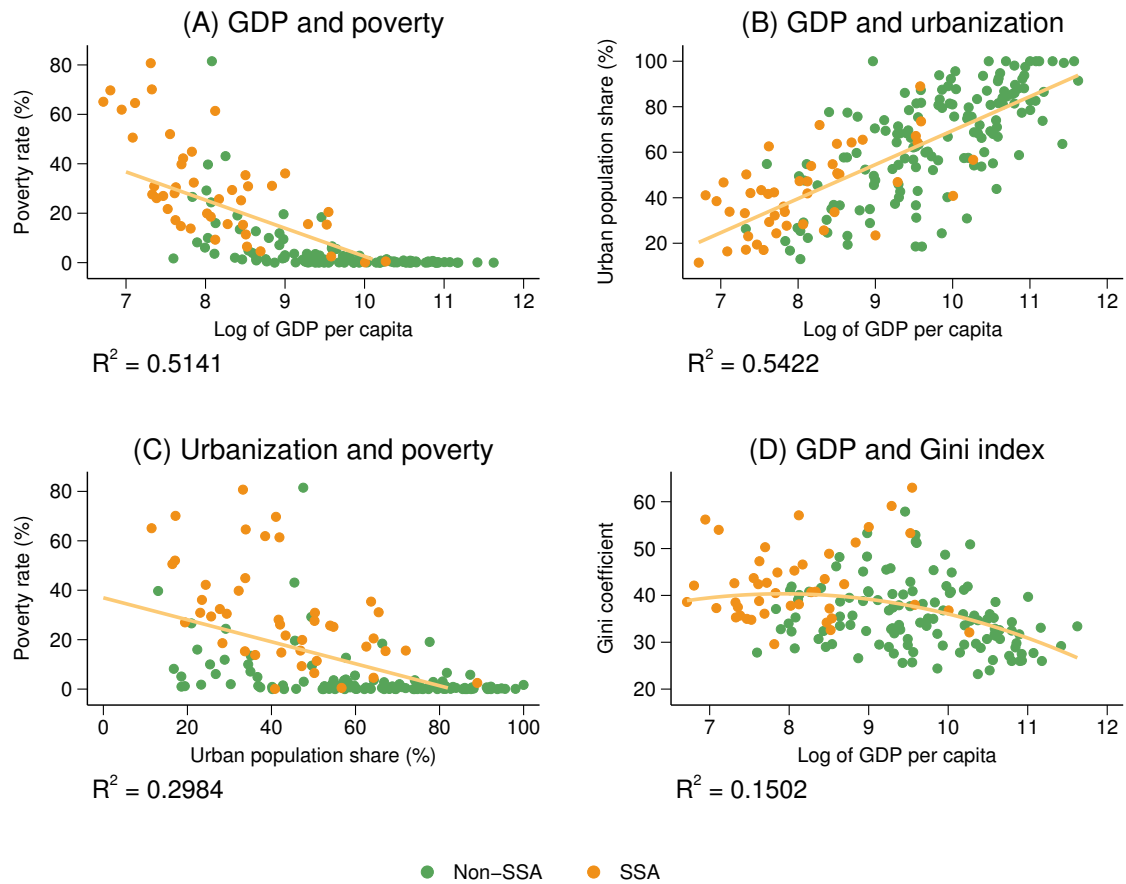 (A) GDP and poverty
Poverty rate (%)
80
60
40
20
0
7 8 9 10 11 12
Log of GDP per capita
R² = 0.5141
(B) GDP and urbanization
Urban population share (%)
100
80
60
40
20
7 8 9 10 11 12
Log of GDP per capita
R² = 0.5422
(C) Urbanization and poverty
Poverty rate (%)
80
60
40
20
0
0 20 40 60 80 100
Urban population share (%)
R² = 0.2984
(D) GDP and Gini index
Gini coefficient
60
50
40
30
20
7 8 9 10 11 12
Log of GDP per capita
R² = 0.1502
Non−SSA SSA